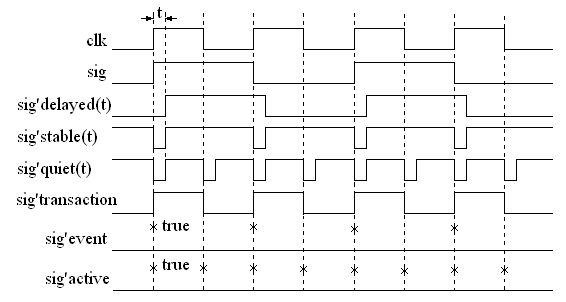 t
clk
sig
sig'delayed(t)
sig'stable(t)
sig'quiet(t)
sig'transaction
true
sig'event
true
sig'active